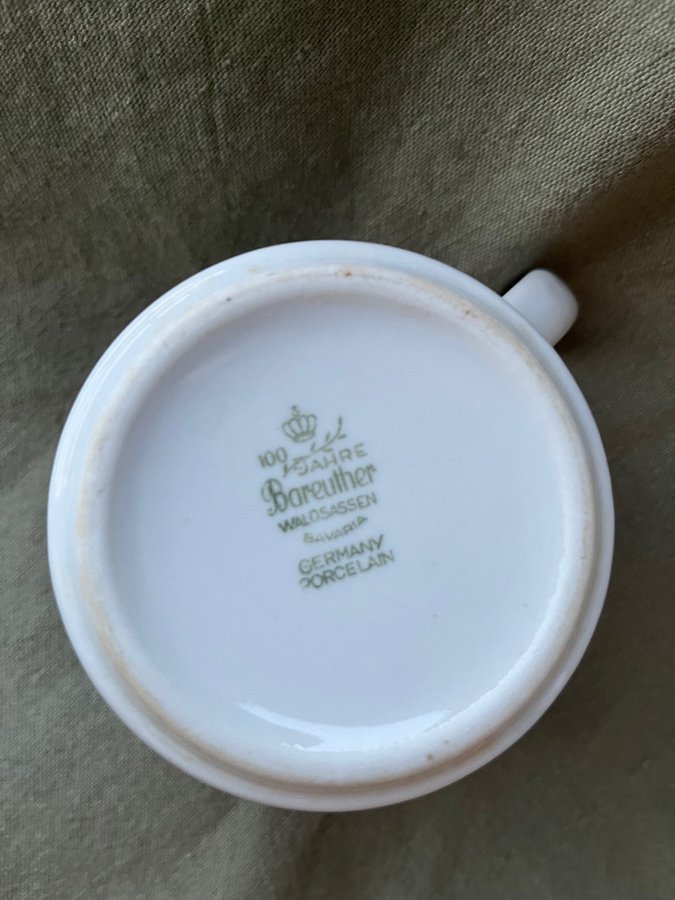 100 JAHRE
Bareuther
WALDSASSEN
BAVARIA
GERMANY
PORCELAIN